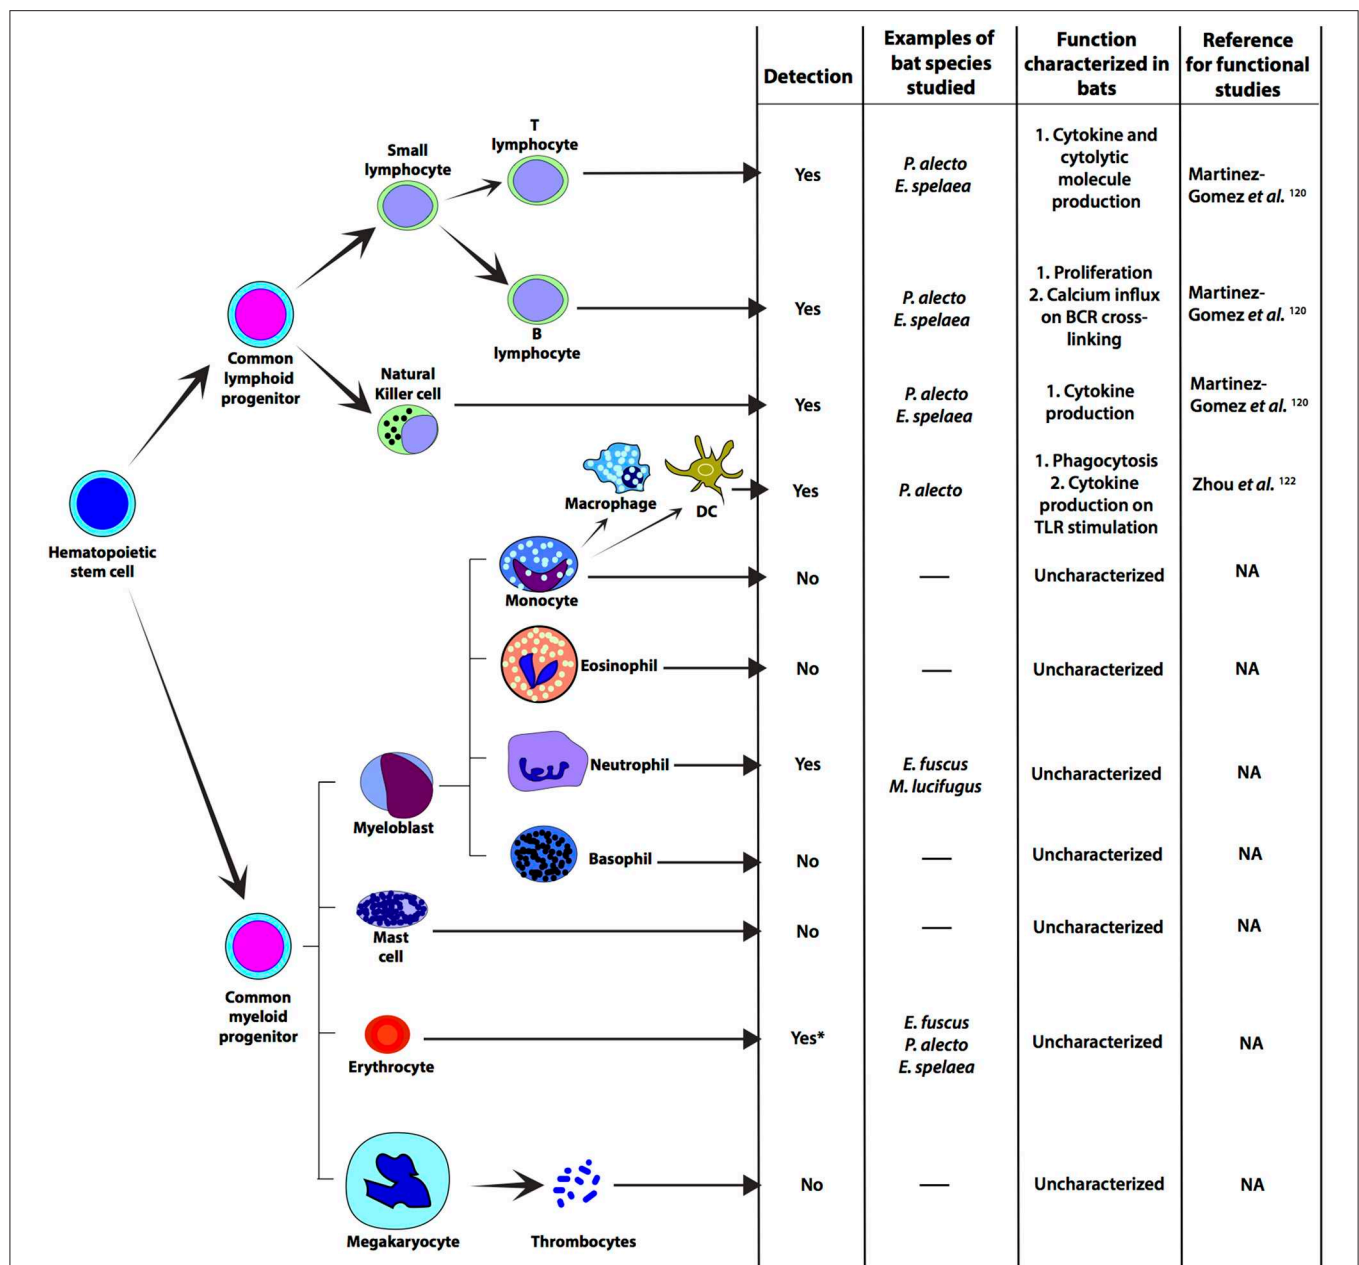 Detection
Examples of
bat species
studied
Function
characterized in
bats
Reference
for functional
studies
T
lymphocyte
Small
lymphocyte
Yes
P. alecto
E. spelaea
1. Cytokine and
cytolytic
molecule
production
Martinez-
Gomez et al. 120
B
lymphocyte
Yes
P. alecto
E. spelaea
1. Proliferation
2. Calcium influx
on BCR cross-
linking
Martinez-
Gomez et al. 120
Common
lymphoid
progenitor
Natural
Killer cell
Yes
P. alecto
E. spelaea
1. Cytokine
production
Martinez-
Gomez et al. 120
Hematopoietic
stem cell
Macrophage
DC
Yes
P. alecto
1. Phagocytosis
2. Cytokine
production on
TLR stimulation
Zhou et al. 122
Monocyte
No
—
Uncharacterized
NA
Eosinophil
No
—
Uncharacterized
NA
Myeloblast
Neutrophil
Yes
E. fuscus
M. lucifugus
Uncharacterized
NA
Basophil
No
—
Uncharacterized
NA
Mast
cell
No
—
Uncharacterized
NA
Common
myeloid
progenitor
Erythrocyte
Yes*
E. fuscus
P. alecto
E. spelaea
Uncharacterized
NA
Megakaryocyte
Thrombocytes
No
—
Uncharacterized
NA